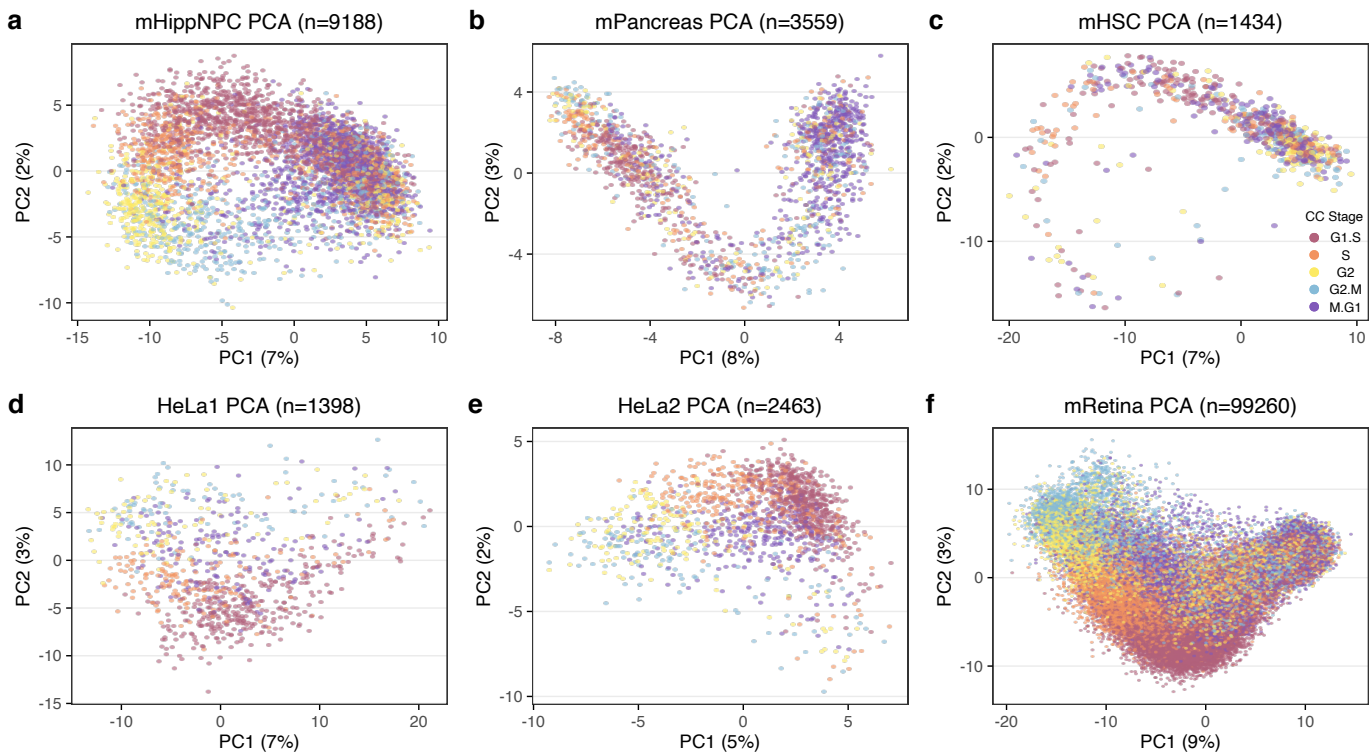 a
mHippNPC PCA (n=9188)
PC2 (2%)
5
0
-5
-10
-15
-10
-5
0
5
10
PC1 (7%)
b
mPancreas PCA (n=3559)
PC2 (3%)
4
0
-4
-8
-4
0
4
PC1 (8%)
c
mHSC PCA (n=1434)
PC2 (2%)
0
-10
-20
-10
0
10
PC1 (7%)
CC Stage
G1.S
S
G2
G2.M
M.G1
d
HeLa1 PCA (n=1398)
PC2 (3%)
10
5
0
-5
-10
-15
-10
0
10
20
PC1 (7%)
e
HeLa2 PCA (n=2463)
PC2 (2%)
5
0
-5
-10
-10
-5
0
5
PC1 (5%)
f
mRetina PCA (n=99260)
PC2 (3%)
10
0
-10
-20
-10
0
10
PC1 (9%)